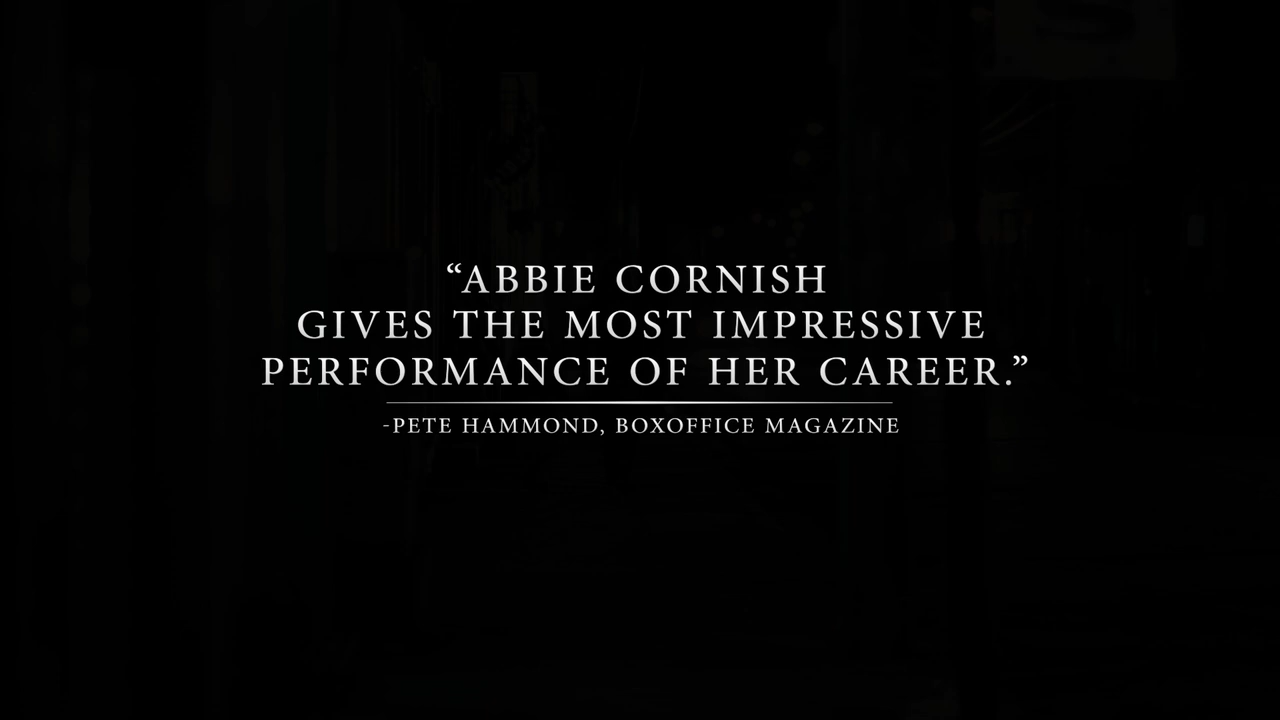 “ABBIE CORNISH
GIVES THE MOST IMPRESSIVE
PERFORMANCE OF HER CAREER.”
-PETE HAMMOND, BOXOFFICE MAGAZINE